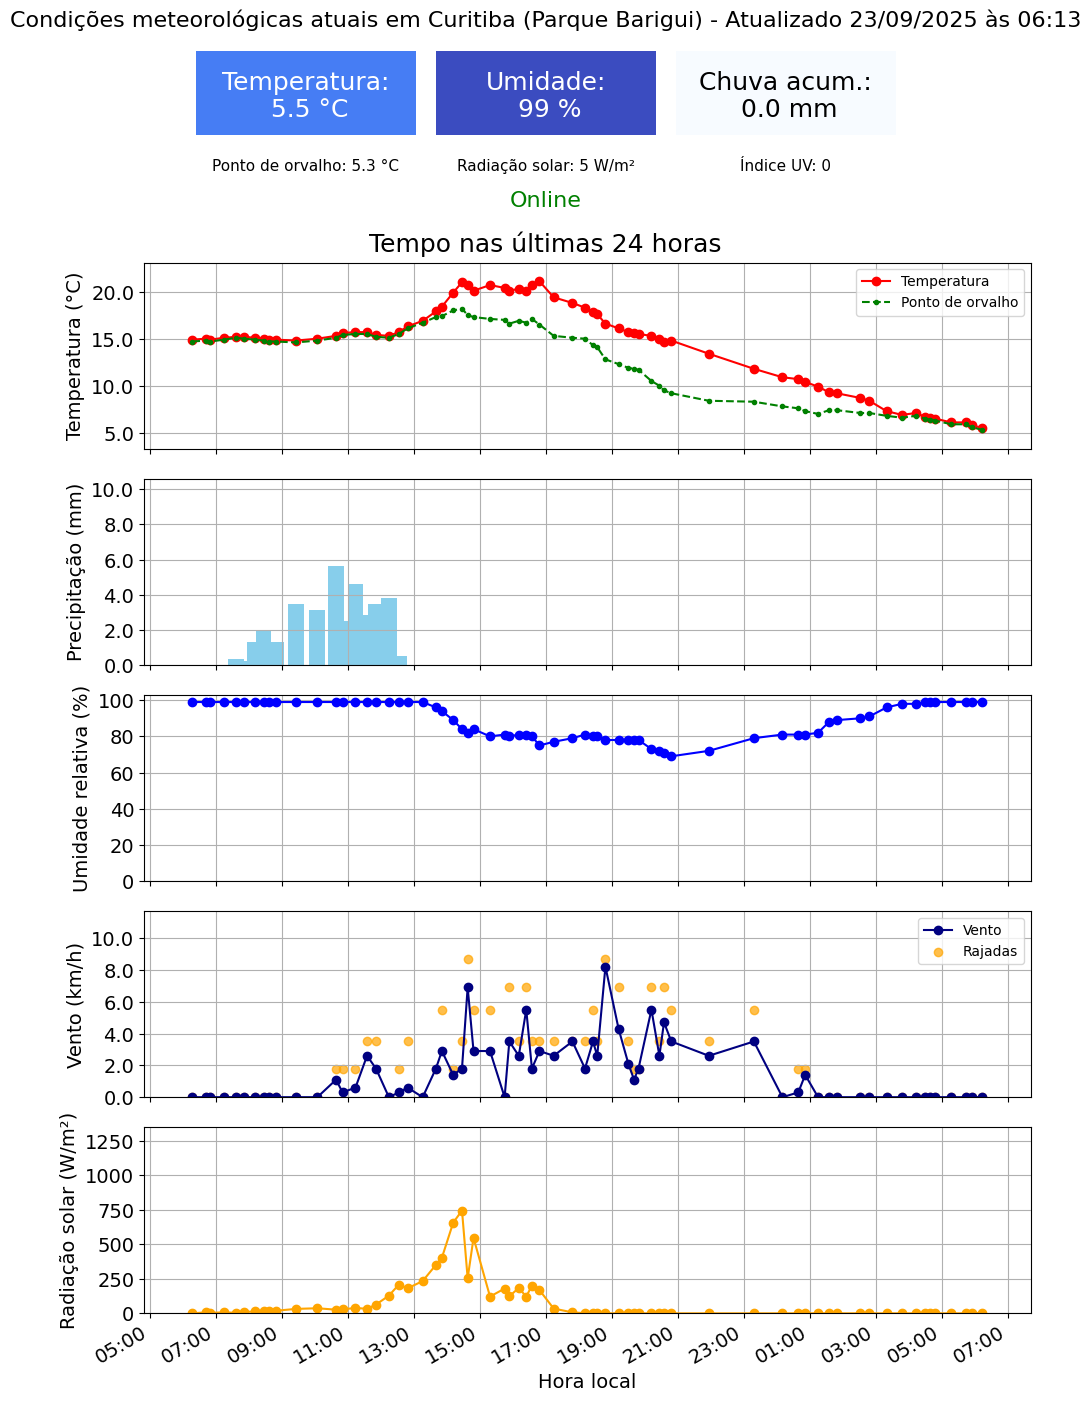 Condições meteorológicas atuais em Curitiba (Parque Barigui) - Atualizado 23/09/2025 às 06:13
Temperatura:
5.5 °C
Umidade:
99 %
Chuva acum.:
0.0 mm
Ponto de orvalho: 5.3 °C
Radiação solar: 5 W/m²
Índice UV: 0
Online
Tempo nas últimas 24 horas
Temperatura (°C)
20.0
15.0
10.0
5.0
Temperatura
Ponto de orvalho
Precipitação (mm)
10.0
8.0
6.0
4.0
2.0
0.0
Umidade relativa (%)
100
80
60
40
20
0
Vento (km/h)
10.0
8.0
6.0
4.0
2.0
0.0
Vento
Rajadas
Radiação solar (W/m²)
1250
1000
750
500
250
0
05:00
07:00
09:00
11:00
13:00
15:00
17:00
19:00
21:00
23:00
01:00
03:00
05:00
07:00
Hora local